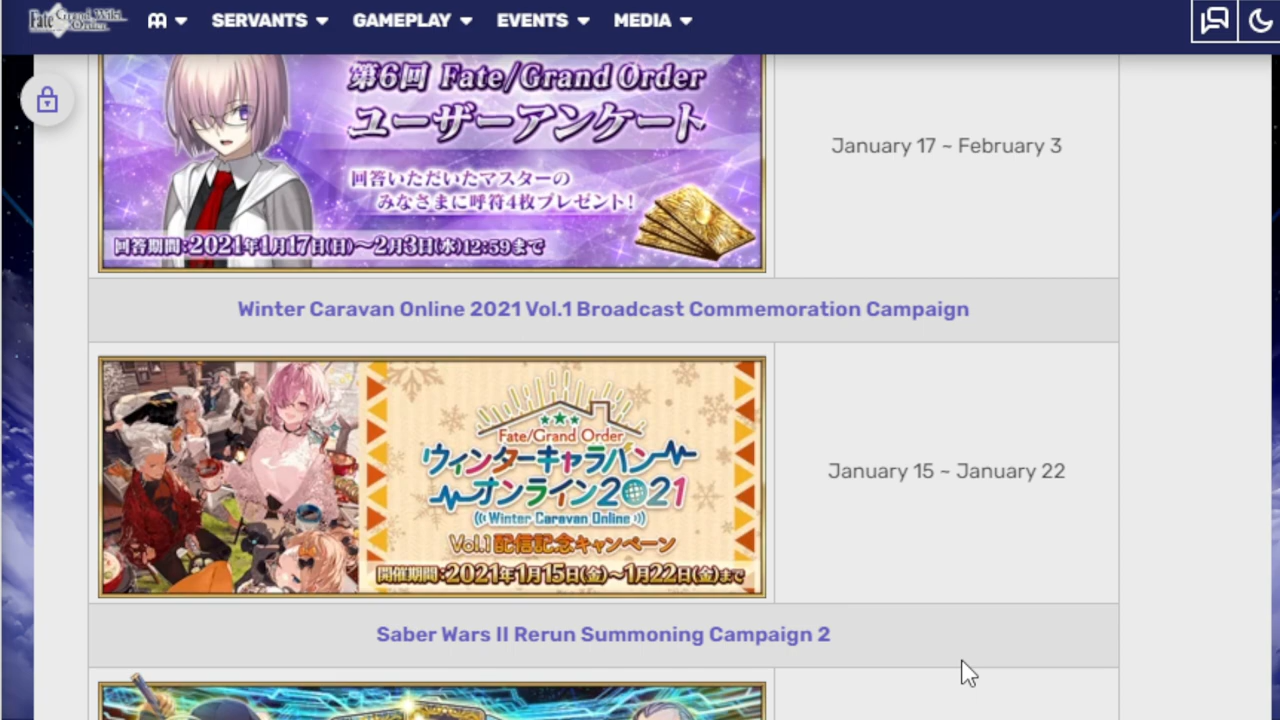 Fate Grand Wiki
Order
SERVANTS
GAMEPLAY
EVENTS
MEDIA
第6回 Fate/Grand Order
ユーザーアンケート
回答いただいたマスターの
みなさまに呼符4枚プレゼント!
回答期間:2021年1月17日(日)～2月3日(水)12:59まで
January 17 ~ February 3
Winter Caravan Online 2021 Vol.1 Broadcast Commemoration Campaign
Fate/Grand Order
ウィンターキャラバン
オンライン2021
((( Winter Caravan Online )))
Vol.1 配信記念キャンペーン
開催期間:2021年1月15日(金)～1月22日(金)まで
January 15 ~ January 22
Saber Wars II Rerun Summoning Campaign 2